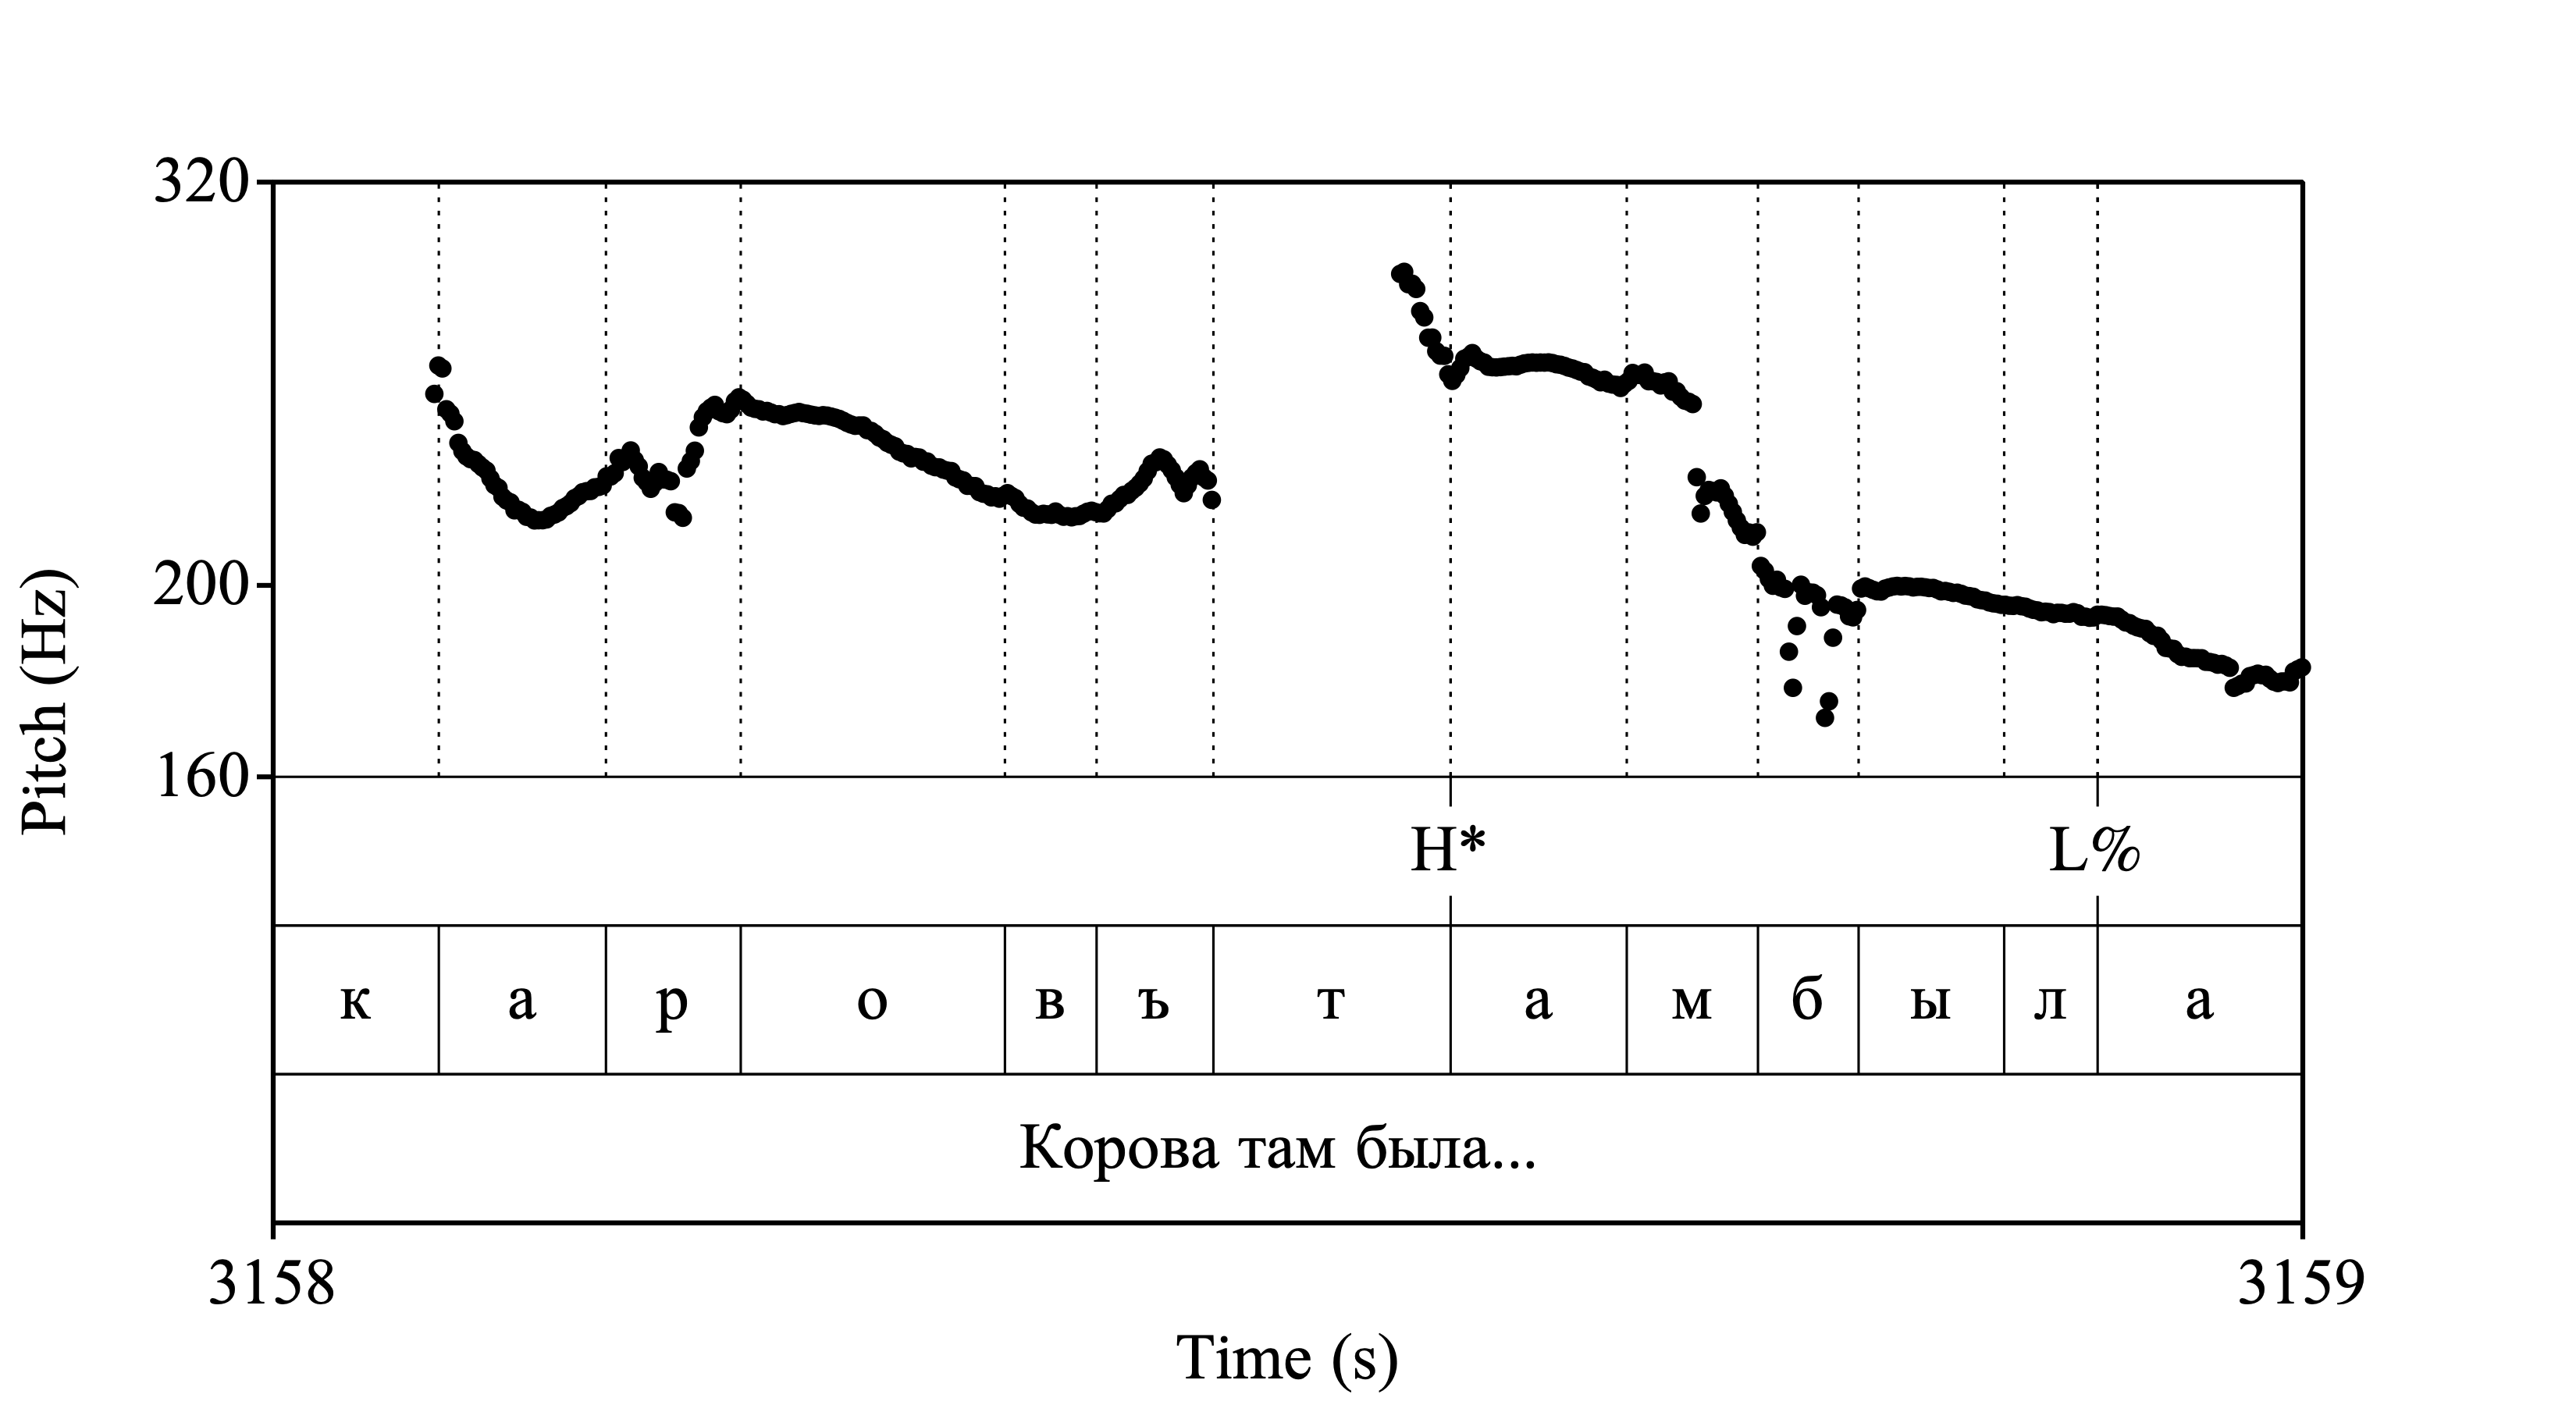 320
200
160
Pitch (Hz)
H* L%
к а р о в ъ т а м б ы л а
Корова там была...
3158 3159
Time (s)